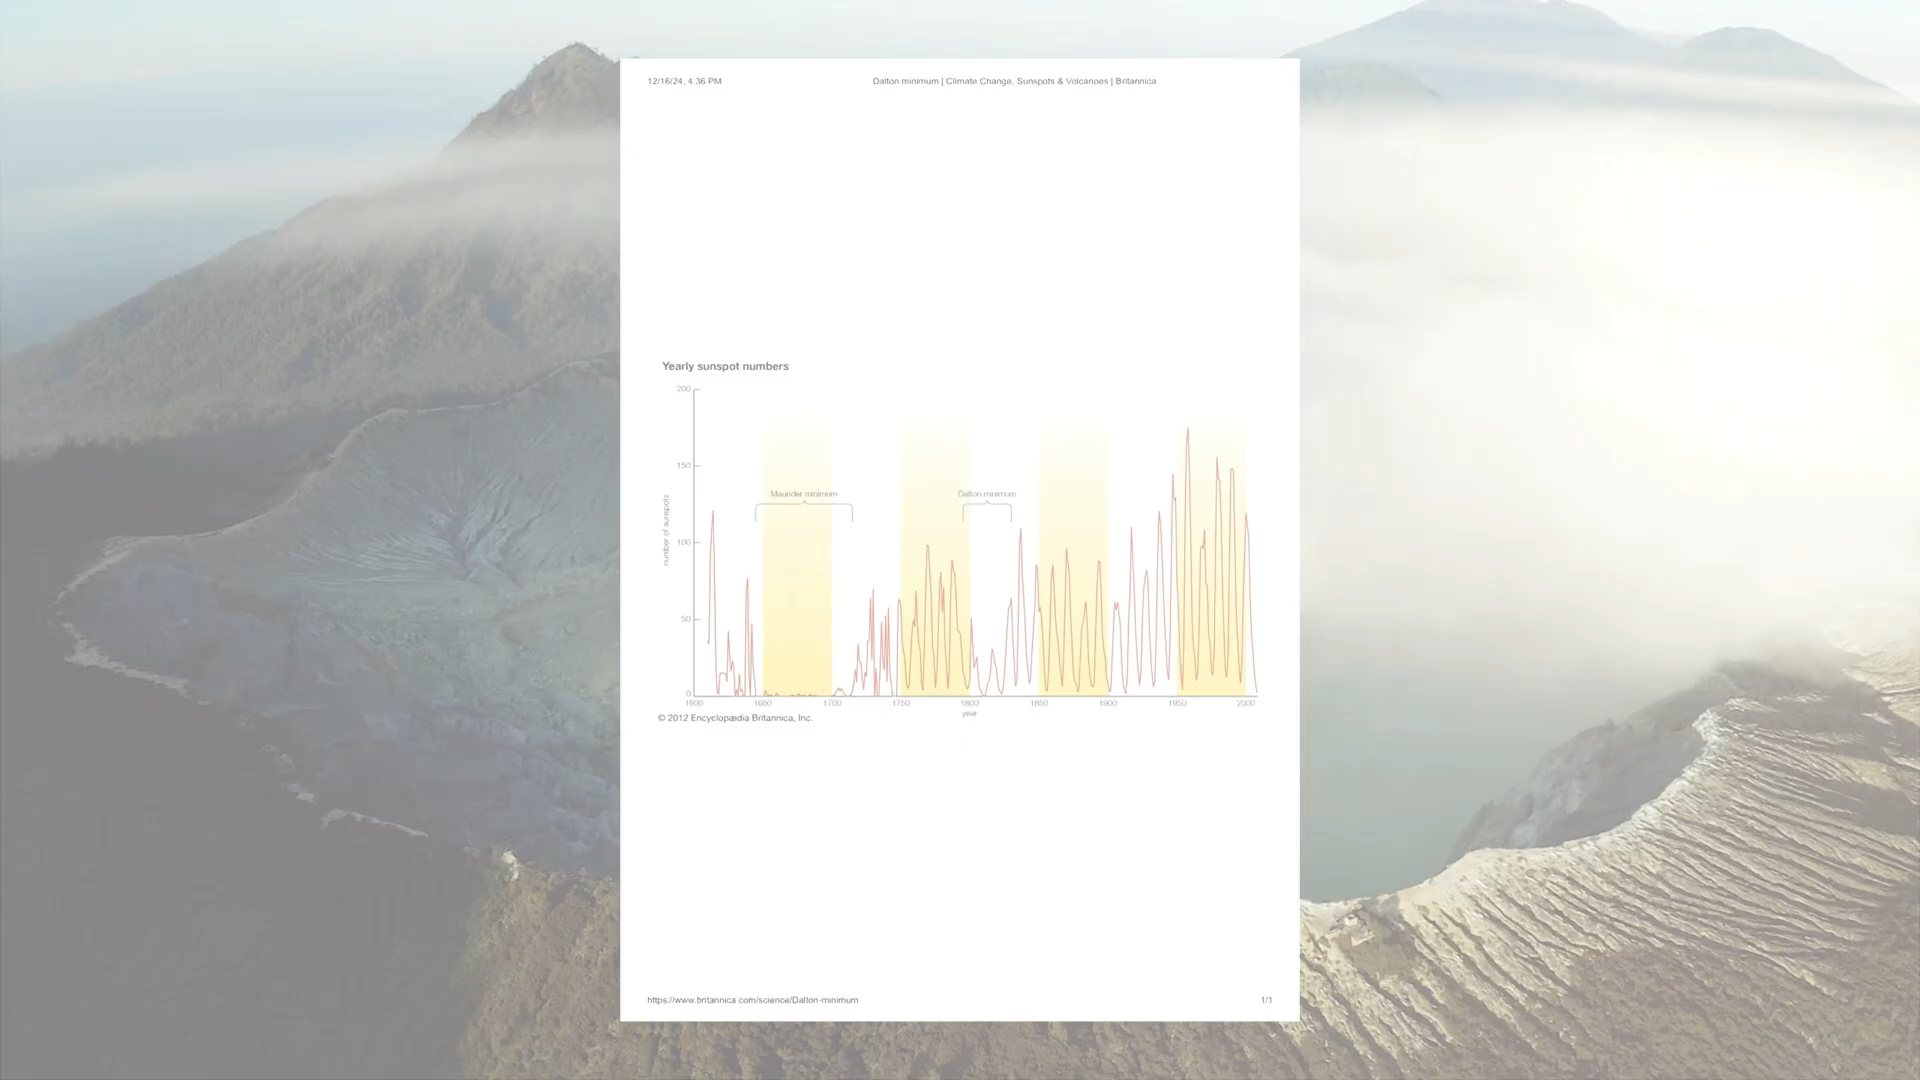 12/16/24, 4:36 PM
Dalton minimum | Climate Change, Sunspots & Volcanoes | Britannica
Yearly sunspot numbers
200
150
100
50
0
number of sunspots
Maunder minimum
Dalton minimum
1600 1650 1700 1750 1800 1850 1900 1950 2000
year
© 2012 Encyclopædia Britannica, Inc.
https://www.britannica.com/science/Dalton-minimum
1/1